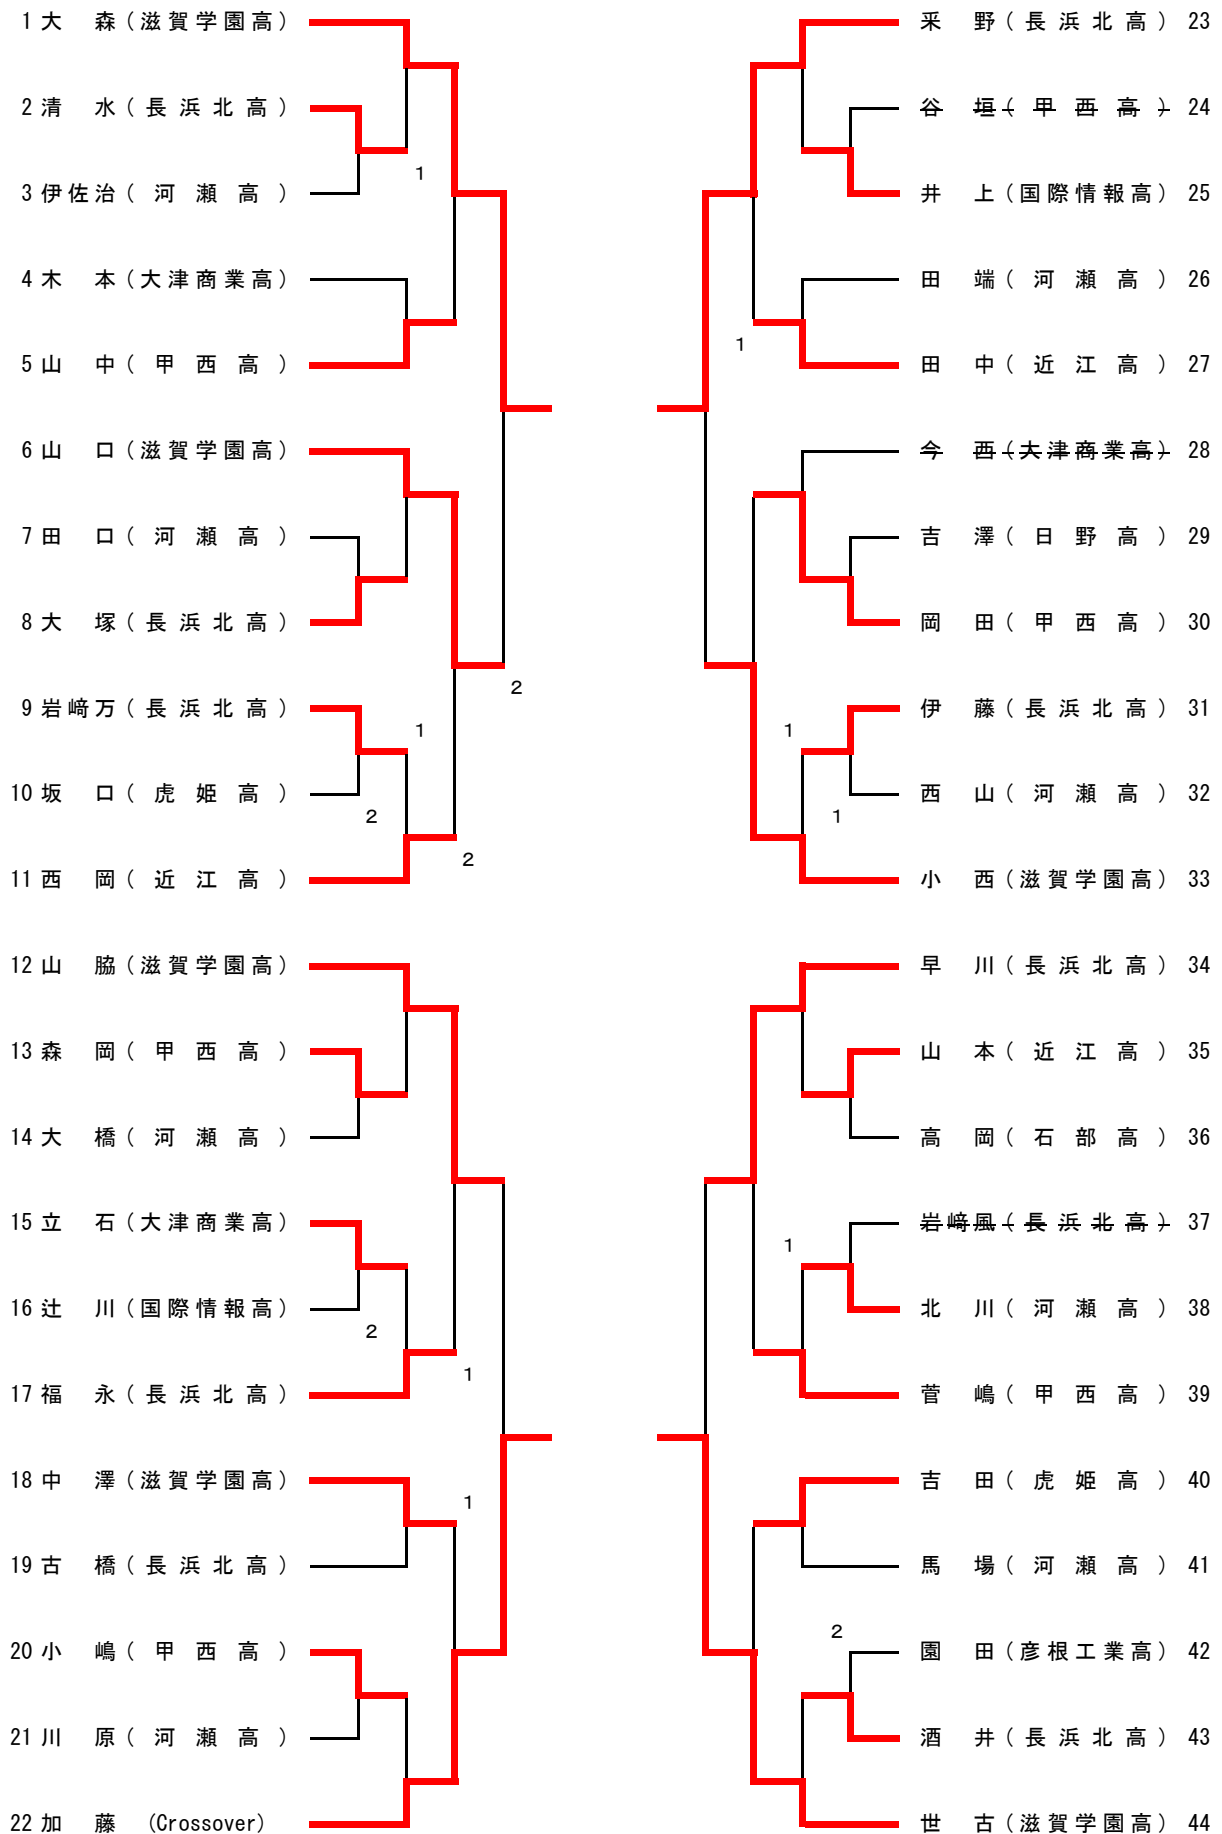 1 大 森 (滋賀学園高)
2 清 水 (長浜北高)
1
3 伊佐治 (河瀬高)
4 木 本 (大津商業高)
5 山 中 (甲西高)
6 山 口 (滋賀学園高)
7 田 口 (河瀬高)
8 大 塚 (長浜北高)
2
9 岩﨑万 (長浜北高)
1
10 坂 口 (虎姫高)
2
2
11 西 岡 (近江高)
12 山 脇 (滋賀学園高)
13 森 岡 (甲西高)
14 大 橋 (河瀬高)
15 立 石 (大津商業高)
16 辻 川 (国際情報高)
2
1
17 福 永 (長浜北高)
18 中 澤 (滋賀学園高)
1
19 古 橋 (長浜北高)
20 小 嶋 (甲西高)
21 川 原 (河瀬高)
22 加 藤 (Crossover)
釆 野 (長浜北高) 23
谷 垣 (甲西高) 24
井 上 (国際情報高) 25
田 端 (河瀬高) 26
1
田 中 (近江高) 27
今 西 (大津商業高) 28
吉 澤 (日野高) 29
岡 田 (甲西高) 30
伊 藤 (長浜北高) 31
1
西 山 (河瀬高) 32
1
小 西 (滋賀学園高) 33
早 川 (長浜北高) 34
山 本 (近江高) 35
高 岡 (石部高) 36
岩﨑風 (長浜北高) 37
1
北 川 (河瀬高) 38
菅 嶋 (甲西高) 39
吉 田 (虎姫高) 40
馬 場 (河瀬高) 41
2
園 田 (彦根工業高) 42
酒 井 (長浜北高) 43
世 古 (滋賀学園高) 44